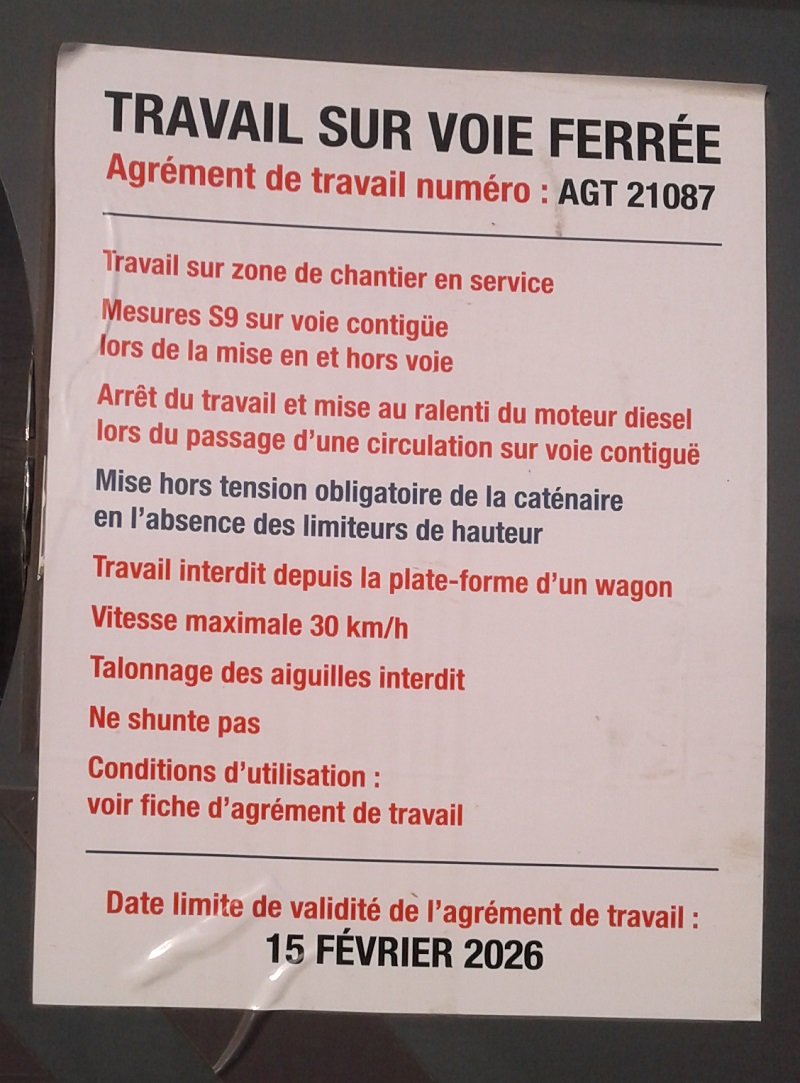 TRAVAIL SUR VOIE FERRÉE
Agrément de travail numéro : AGT 21087
Travail sur zone de chantier en service
Mesures S9 sur voie contigüe
lors de la mise en et hors voie
Arrêt du travail et mise au ralenti du moteur diesel
lors du passage d'une circulation sur voie contiguë
Mise hors tension obligatoire de la caténaire
en l'absence des limiteurs de hauteur
Travail interdit depuis la plate-forme d'un wagon
Vitesse maximale 30 km/h
Talonnage des aiguilles interdit
Ne shunte pas
Conditions d'utilisation :
voir fiche d'agrément de travail
Date limite de validité de l'agrément de travail :
15 FÉVRIER 2026